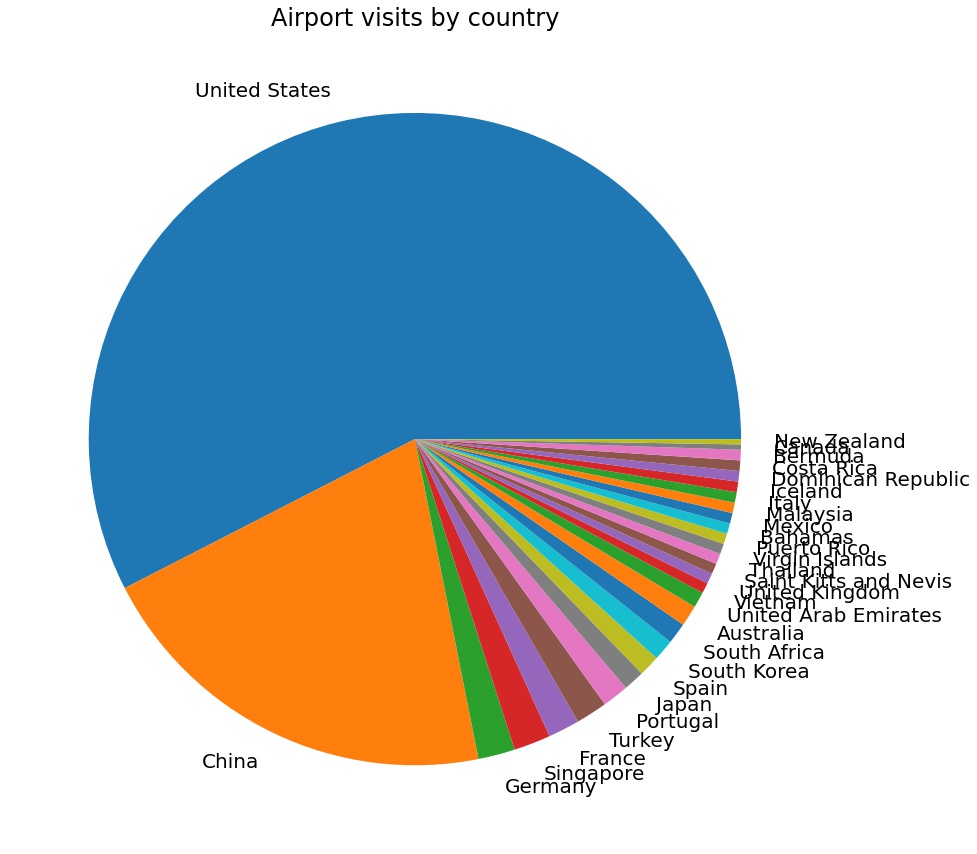 Airport visits by country
United States
New Zealand
Canada
Bermuda
Costa Rica
Dominican Republic
Iceland
Italy
Malaysia
Mexico
Bahamas
Puerto Rico
Virgin Islands
Thailand
Saint Kitts and Nevis
United Kingdom
Vietnam
United Arab Emirates
Australia
South Africa
South Korea
Spain
Japan
Portugal
Turkey
France
China
Singapore
Germany